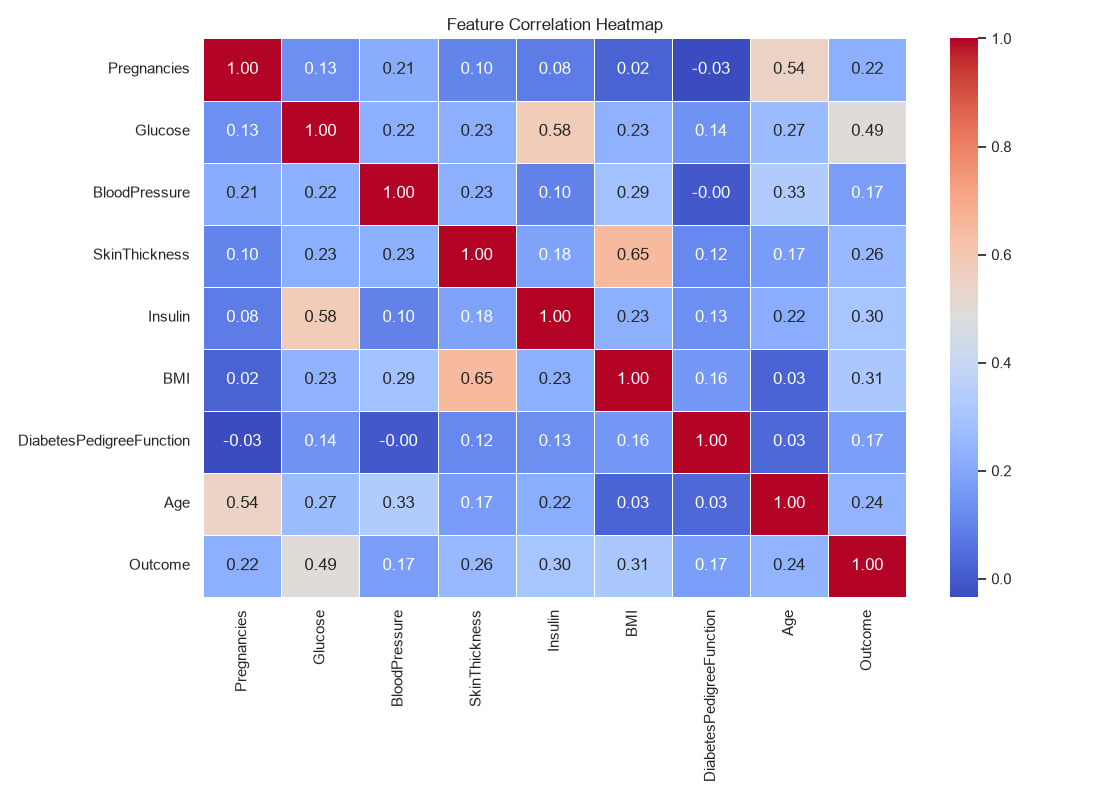 Feature Correlation Heatmap
Pregnancies 1.00 0.13 0.21 0.10 0.08 0.02 -0.03 0.54 0.22
Glucose 0.13 1.00 0.22 0.23 0.58 0.23 0.14 0.27 0.49
BloodPressure 0.21 0.22 1.00 0.23 0.10 0.29 -0.00 0.33 0.17
SkinThickness 0.10 0.23 0.23 1.00 0.18 0.65 0.12 0.17 0.26
Insulin 0.08 0.58 0.10 0.18 1.00 0.23 0.13 0.22 0.30
BMI 0.02 0.23 0.29 0.65 0.23 1.00 0.16 0.03 0.31
DiabetesPedigreeFunction -0.03 0.14 -0.00 0.12 0.13 0.16 1.00 0.03 0.17
Age 0.54 0.27 0.33 0.17 0.22 0.03 0.03 1.00 0.24
Outcome 0.22 0.49 0.17 0.26 0.30 0.31 0.17 0.24 1.00
Pregnancies
Glucose
BloodPressure
SkinThickness
Insulin
BMI
DiabetesPedigreeFunction
Age
Outcome
1.0
0.8
0.6
0.4
0.2
0.0